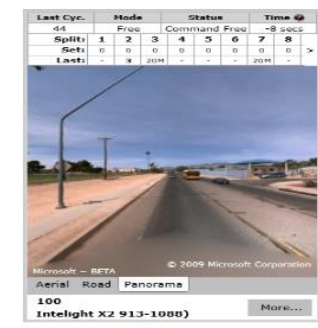 Last Cyc. Mode Status Time
44 Free Command Free -8 secs
Split: 1 2 3 4 5 6 7 8
Set: 0 0 0 0 0 0 0 0 >
Last: - 3 20M - - - 20M -
© 2009 Microsoft Corporation
Microsoft - BETA
Aerial Road Panorama
100
Intelight X2 913-1088)
More...